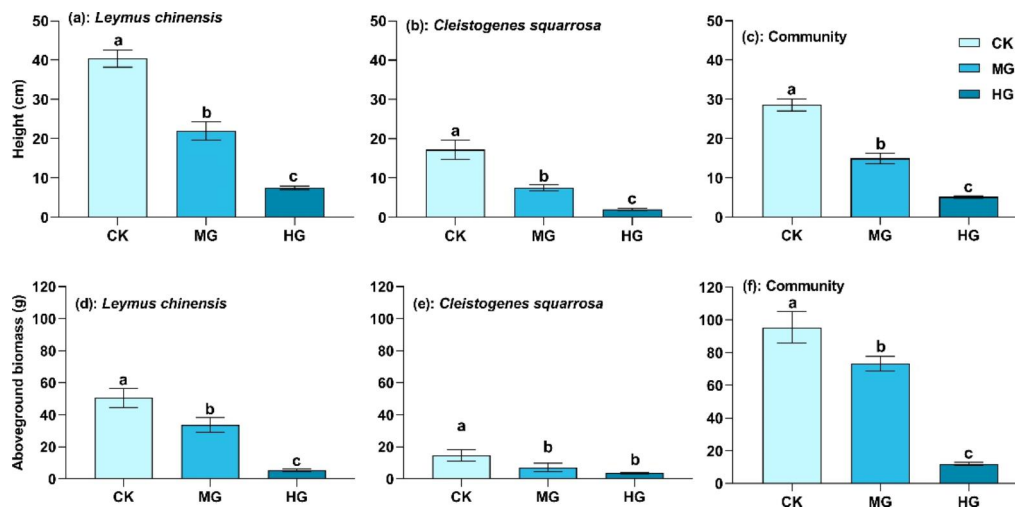 (a): Leymus chinensis
50
40
30
20
10
0
Height (cm)
a
b
c
CK
MG
HG
(b): Cleistogenes squarrosa
50
40
30
20
10
0
a
b
c
CK
MG
HG
(c): Community
50
40
30
20
10
0
a
b
c
CK
MG
HG
CK
MG
HG
(d): Leymus chinensis
120
100
80
60
40
20
0
Aboveground biomass (g)
a
b
c
CK
MG
HG
(e): Cleistogenes squarrosa
120
100
80
60
40
20
0
a
b
b
CK
MG
HG
(f): Community
120
100
80
60
40
20
0
a
b
c
CK
MG
HG